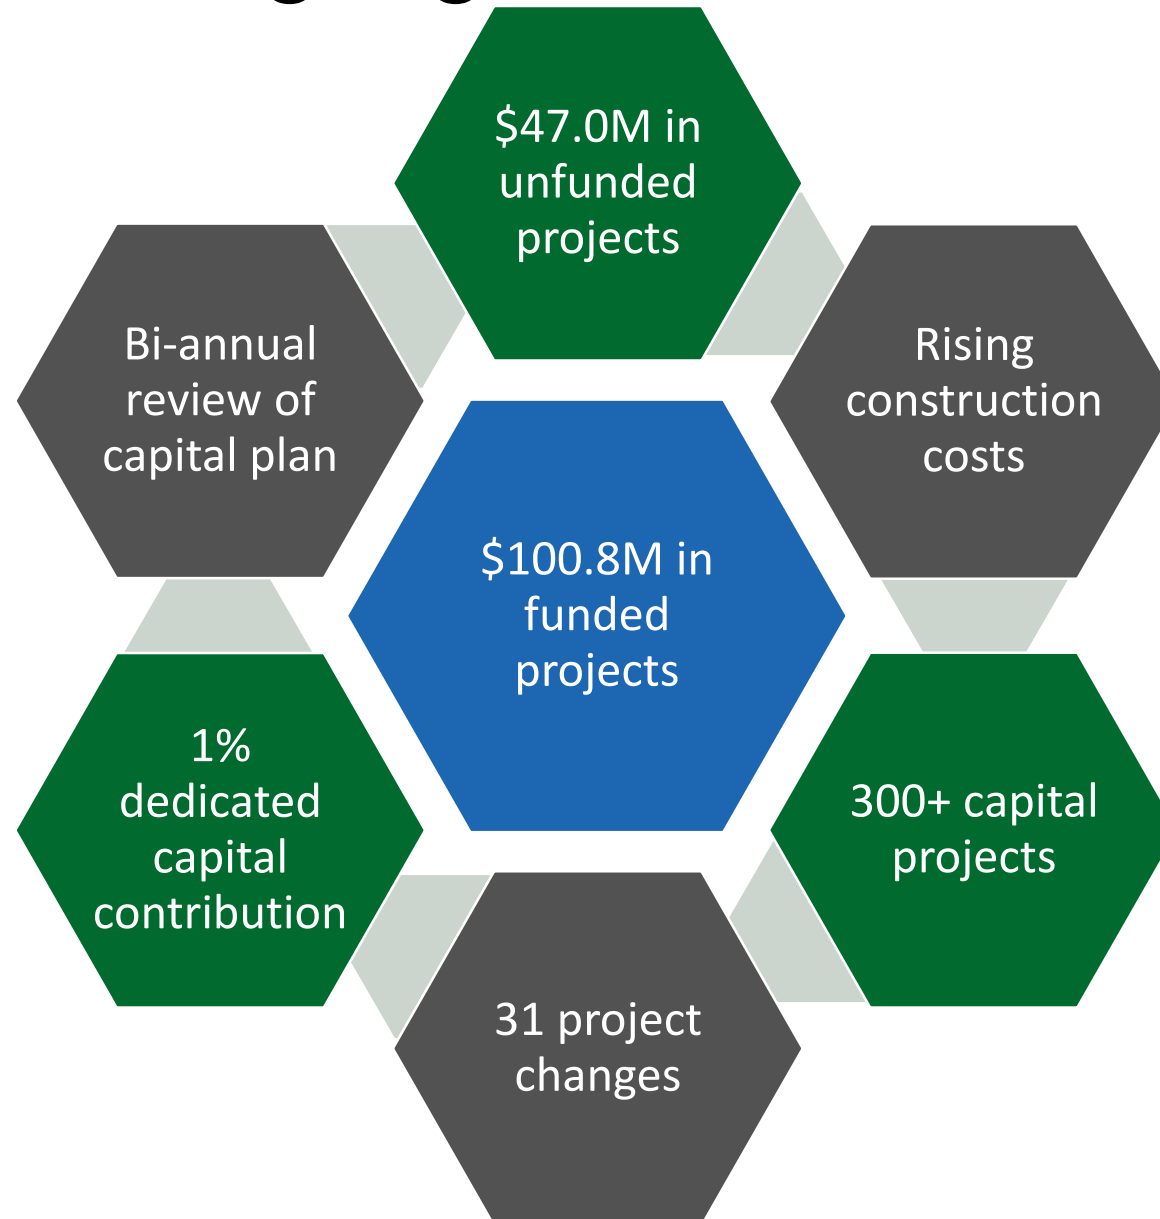 $47.0M in
unfunded
projects
Bi-annual
review of
capital plan
Rising
construction
costs
$100.8M in
funded
projects
1%
dedicated
capital
contribution
300+ capital
projects
31 project
changes